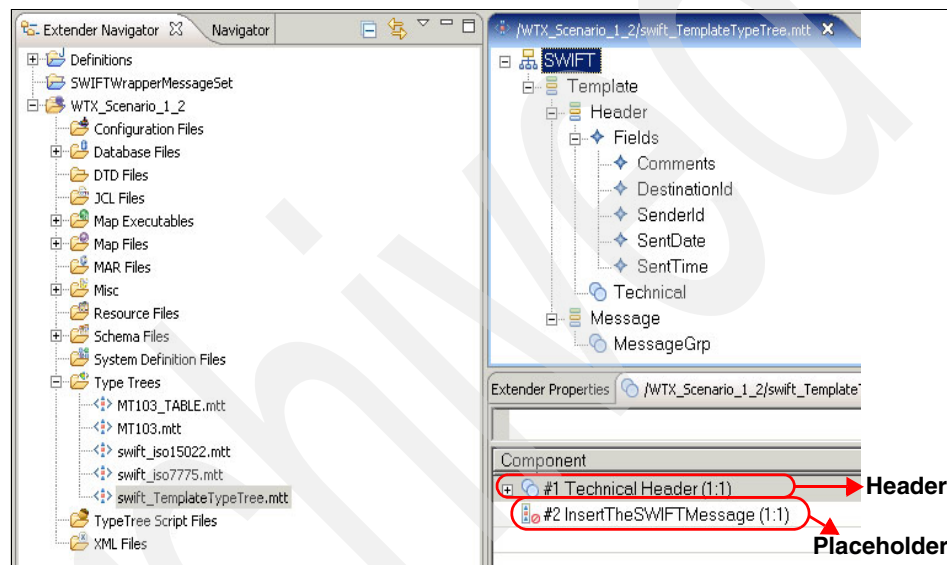 Extender Navigator Navigator
Definitions
SWIFTWrapperMessageSet
WTX_Scenario_1_2
Configuration Files
Database Files
DTD Files
JCL Files
Map Executables
Map Files
MAR Files
Misc
Resource Files
Schema Files
System Definition Files
Type Trees
MT103_TABLE.mtt
MT103.mtt
swift_iso15022.mtt
swift_iso7775.mtt
swift_TemplateTypeTree.mtt
TypeTree Script Files
XML Files
/WTX_Scenario_1_2/swift_TemplateTypeTree.mtt
SWIFT
Template
Header
Fields
Comments
DestinationId
SenderId
SentDate
SentTime
Technical
Message
MessageGrp
Extender Properties /WTX_Scenario_1_2/swift_Template
Component
#1 Technical Header (1:1) Header
#2 InsertTheSWIFTMessage (1:1)
Placeholder